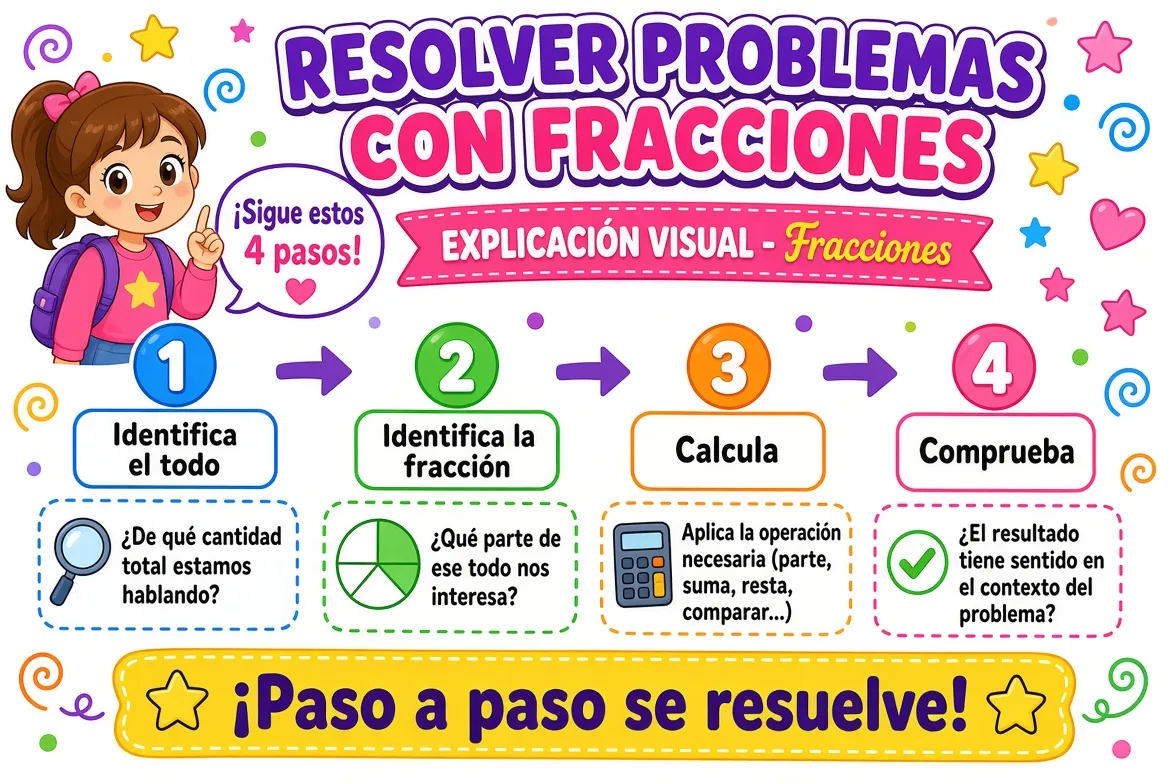 RESOLVER PROBLEMAS
CON FRACCIONES
¡Sigue estos
4 pasos!
EXPLICACIÓN VISUAL - Fracciones
1
2
3
4
Identifica
el todo
Identifica la
fracción
Calcula
Comprueba
¿De qué cantidad
total estamos
hablando?
¿Qué parte de
ese todo nos
interesa?
Aplica la operación
necesaria (parte,
suma, resta,
comparar...)
¿El resultado
tiene sentido en
el contexto del
problema?
¡Paso a paso se resuelve!